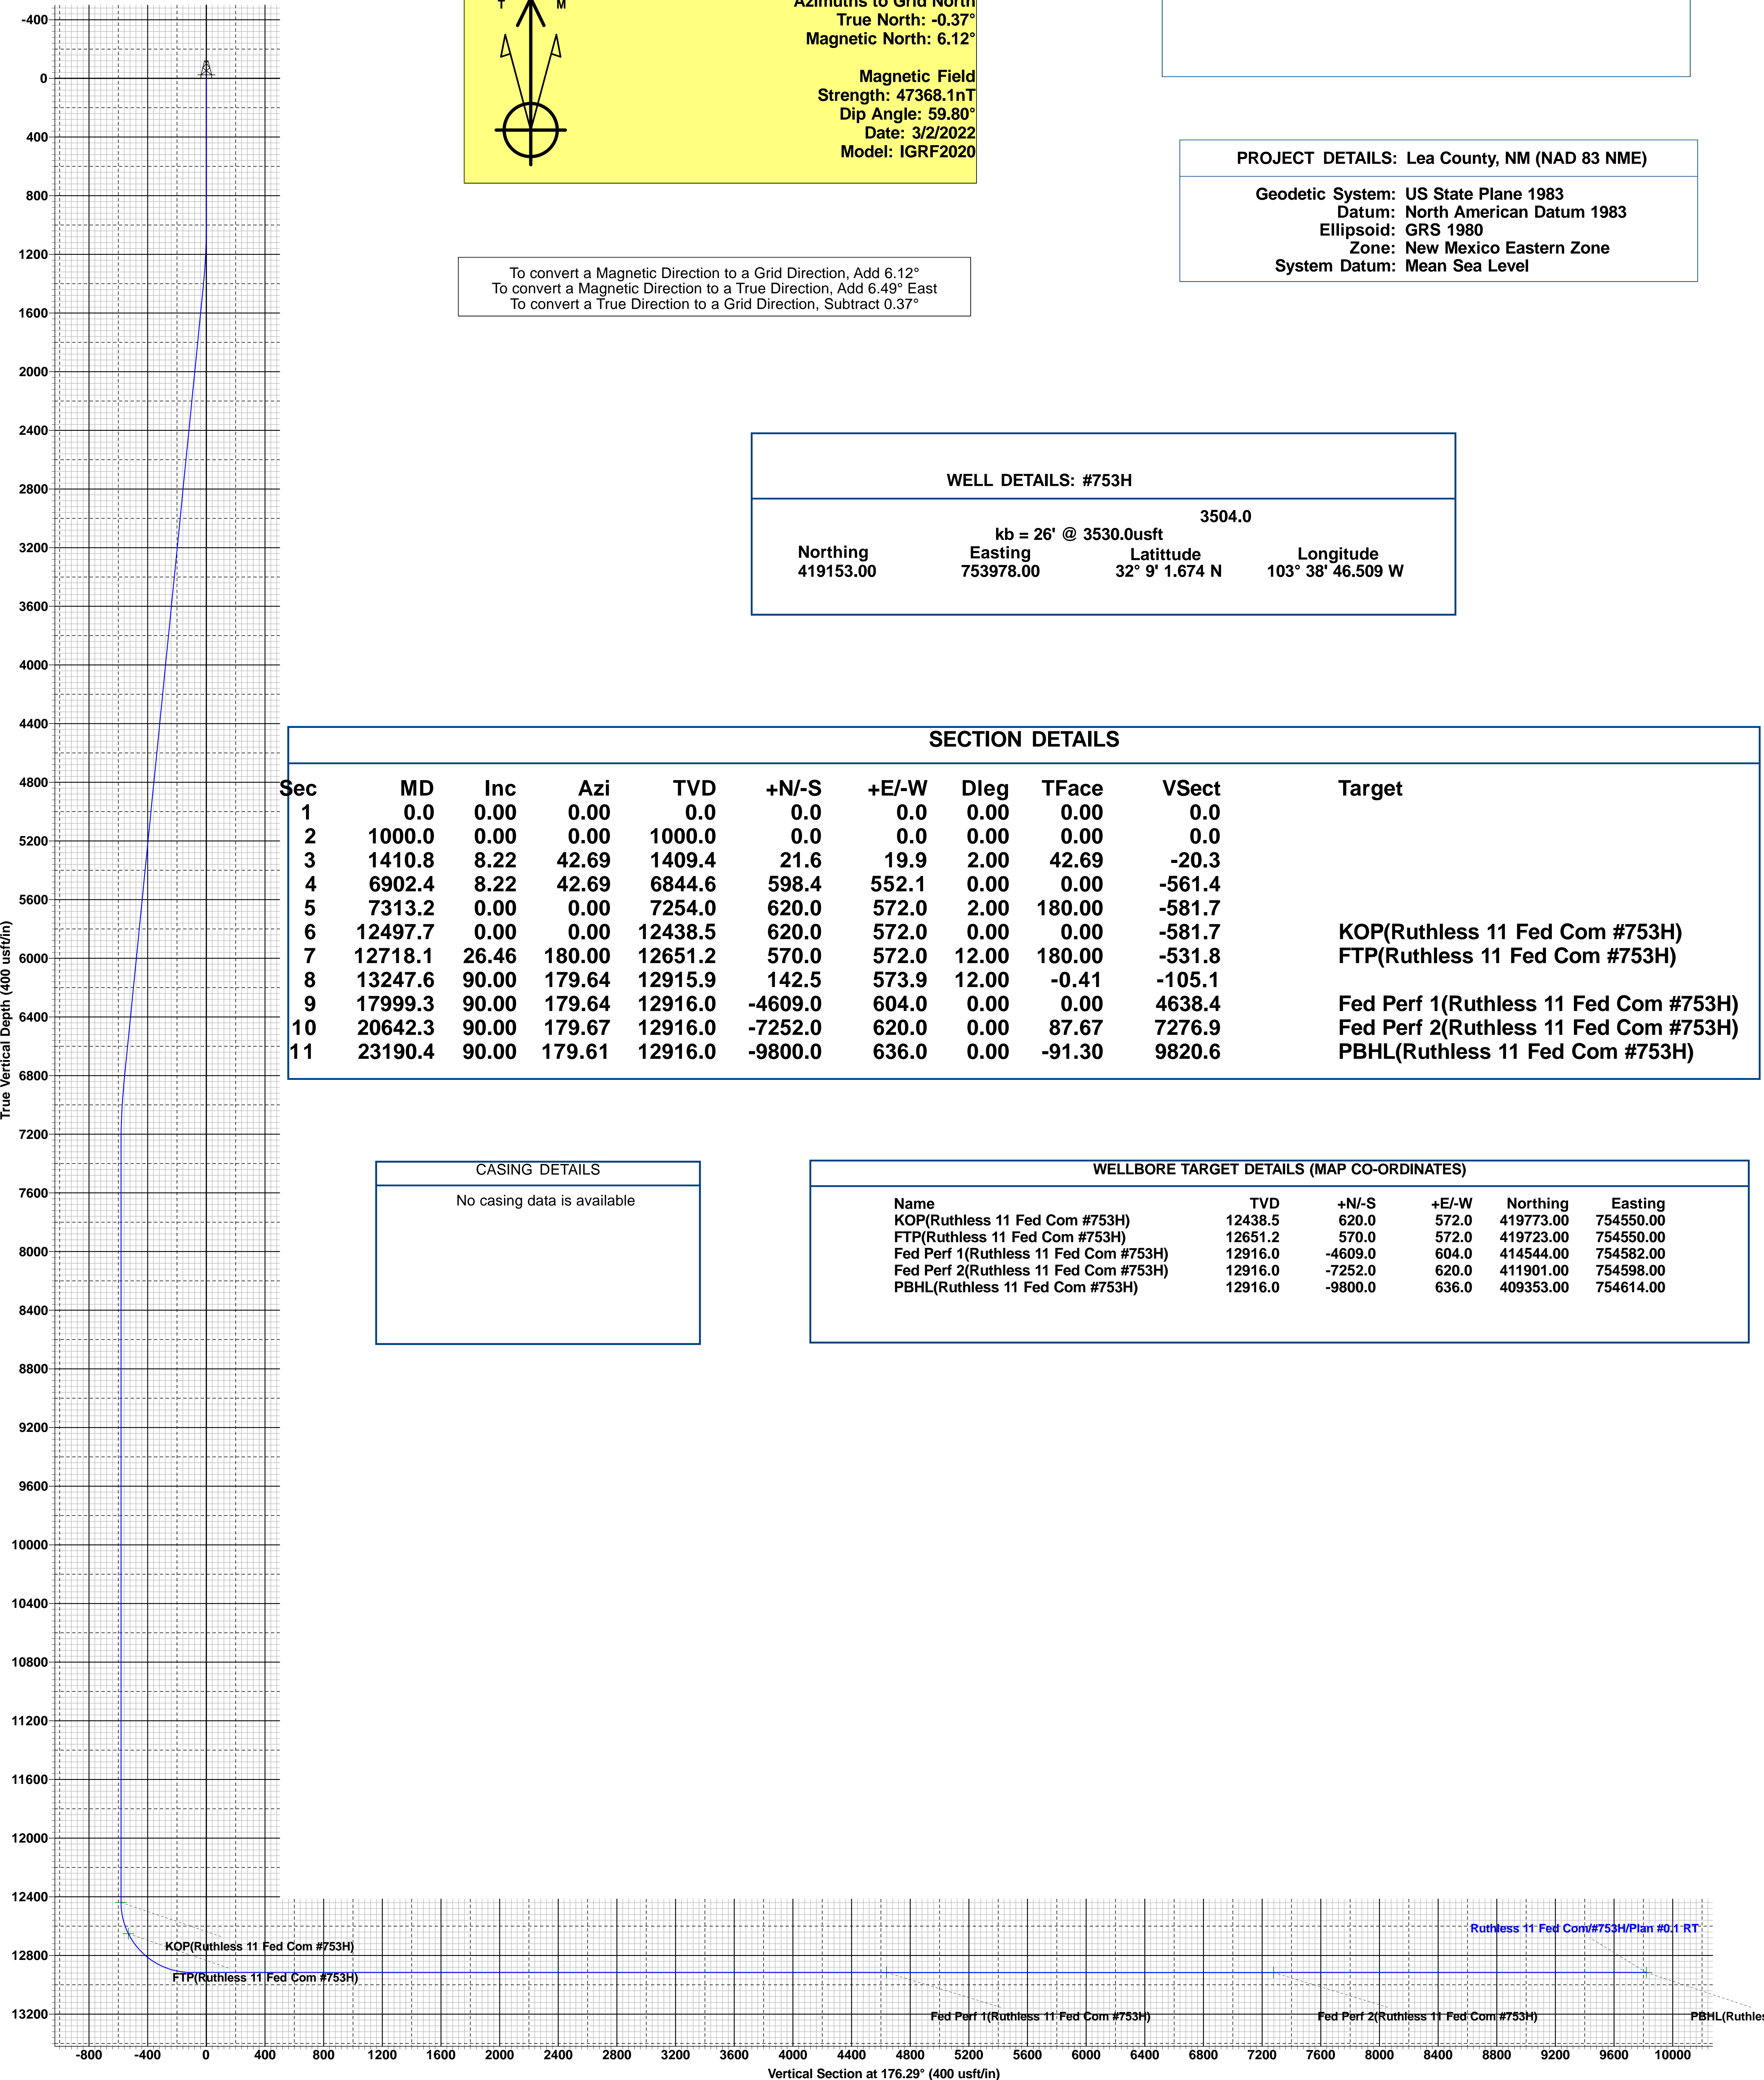 T M
Azimuths to Grid North
True North: -0.37°
Magnetic North: 6.12°
Magnetic Field
Strength: 47368.1nT
Dip Angle: 59.80°
Date: 3/2/2022
Model: IGRF2020
PROJECT DETAILS: Lea County, NM (NAD 83 NME)
Geodetic System: US State Plane 1983
Datum: North American Datum 1983
Ellipsoid: GRS 1980
Zone: New Mexico Eastern Zone
System Datum: Mean Sea Level
To convert a Magnetic Direction to a Grid Direction, Add 6.12°
To convert a Magnetic Direction to a True Direction, Add 6.49° East
To convert a True Direction to a Grid Direction, Subtract 0.37°
WELL DETAILS: #753H
3504.0
kb = 26' @ 3530.0usft
Northing Easting Latittude Longitude
419153.00 753978.00 32° 9' 1.674 N 103° 38' 46.509 W
SECTION DETAILS
Sec MD Inc Azi TVD +N/-S +E/-W Dleg TFace VSect Target
1 0.0 0.00 0.00 0.0 0.0 0.0 0.00 0.00 0.0
2 1000.0 0.00 0.00 1000.0 0.0 0.0 0.00 0.00 0.0
3 1410.8 8.22 42.69 1409.4 21.6 19.9 2.00 42.69 -20.3
4 6902.4 8.22 42.69 6844.6 598.4 552.1 0.00 0.00 -561.4
5 7313.2 0.00 0.00 7254.0 620.0 572.0 2.00 180.00 -581.7
6 12497.7 0.00 0.00 12438.5 620.0 572.0 0.00 0.00 -581.7 KOP(Ruthless 11 Fed Com #753H)
7 12718.1 26.46 180.00 12651.2 570.0 572.0 12.00 180.00 -531.8 FTP(Ruthless 11 Fed Com #753H)
8 13247.6 90.00 179.64 12915.9 142.5 573.9 12.00 -0.41 -105.1
9 17999.3 90.00 179.64 12916.0 -4609.0 604.0 0.00 0.00 4638.4 Fed Perf 1(Ruthless 11 Fed Com #753H)
10 20642.3 90.00 179.67 12916.0 -7252.0 620.0 0.00 87.67 7276.9 Fed Perf 2(Ruthless 11 Fed Com #753H)
11 23190.4 90.00 179.61 12916.0 -9800.0 636.0 0.00 -91.30 9820.6 PBHL(Ruthless 11 Fed Com #753H)
CASING DETAILS
No casing data is available
WELLBORE TARGET DETAILS (MAP CO-ORDINATES)
Name TVD +N/-S +E/-W Northing Easting
KOP(Ruthless 11 Fed Com #753H) 12438.5 620.0 572.0 419773.00 754550.00
FTP(Ruthless 11 Fed Com #753H) 12651.2 570.0 572.0 419723.00 754550.00
Fed Perf 1(Ruthless 11 Fed Com #753H) 12916.0 -4609.0 604.0 414544.00 754582.00
Fed Perf 2(Ruthless 11 Fed Com #753H) 12916.0 -7252.0 620.0 411901.00 754598.00
PBHL(Ruthless 11 Fed Com #753H) 12916.0 -9800.0 636.0 409353.00 754614.00
True Vertical Depth (400 usft/in)
-400
0
400
800
1200
1600
2000
2400
2800
3200
3600
4000
4400
4800
5200
5600
6000
6400
6800
7200
7600
8000
8400
8800
9200
9600
10000
10400
10800
11200
11600
12000
12400
12800
13200
Ruthless 11 Fed Com/#753H/Plan #0.1 RT
KOP(Ruthless 11 Fed Com #753H)
FTP(Ruthless 11 Fed Com #753H)
Fed Perf 1(Ruthless 11 Fed Com #753H)
Fed Perf 2(Ruthless 11 Fed Com #753H)
PBHL(Ruthles
-800 -400 0 400 800 1200 1600 2000 2400 2800 3200 3600 4000 4400 4800 5200 5600 6000 6400 6800 7200 7600 8000 8400 8800 9200 9600 10000
Vertical Section at 176.29° (400 usft/in)